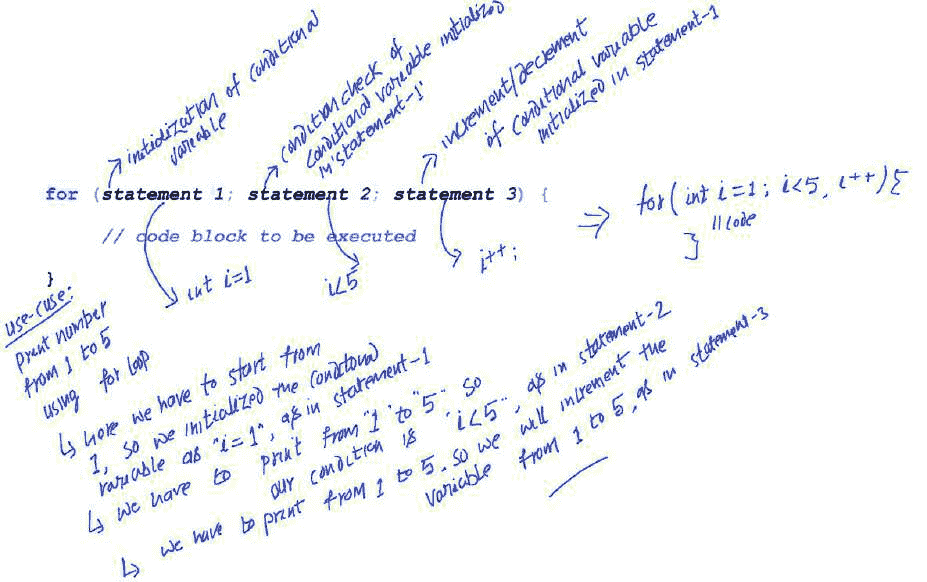 initialization of conditional
variable
condition check of
conditional variable initialized
in 'statement-1'
increment/decrement
of conditional variable
initialized in statement-1
for (statement 1; statement 2; statement 3) {
// code block to be executed
}
int i=1
i<5
i++;
⇒ for(int i=1; i<5, i++){
//code
}
use-case:
print number
from 1 to 5
using for loop
↳ here we have to start from
1, so we initialized the conditional
variable as "i=1", as in statement-1
↳ we have to print from "1" to "5" so
our condition is "i<5", as in statement-2
↳ we have to print from 1 to 5, so we will increment the
variable from 1 to 5, as in statement-3